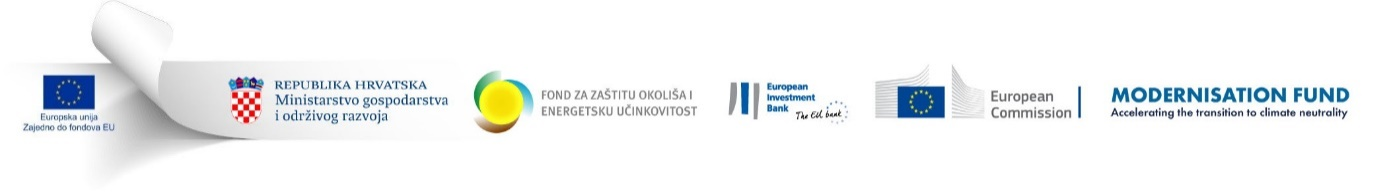 Europska unija
Zajedno do fondova EU
REPUBLIKA HRVATSKA
Ministarstvo gospodarstva
i održivog razvoja
FOND ZA ZAŠTITU OKOLIŠA I
ENERGETSKU UČINKOVITOST
European
Investment
Bank
The EU bank
European
Commission
MODERNISATION FUND
Accelerating the transition to climate neutrality